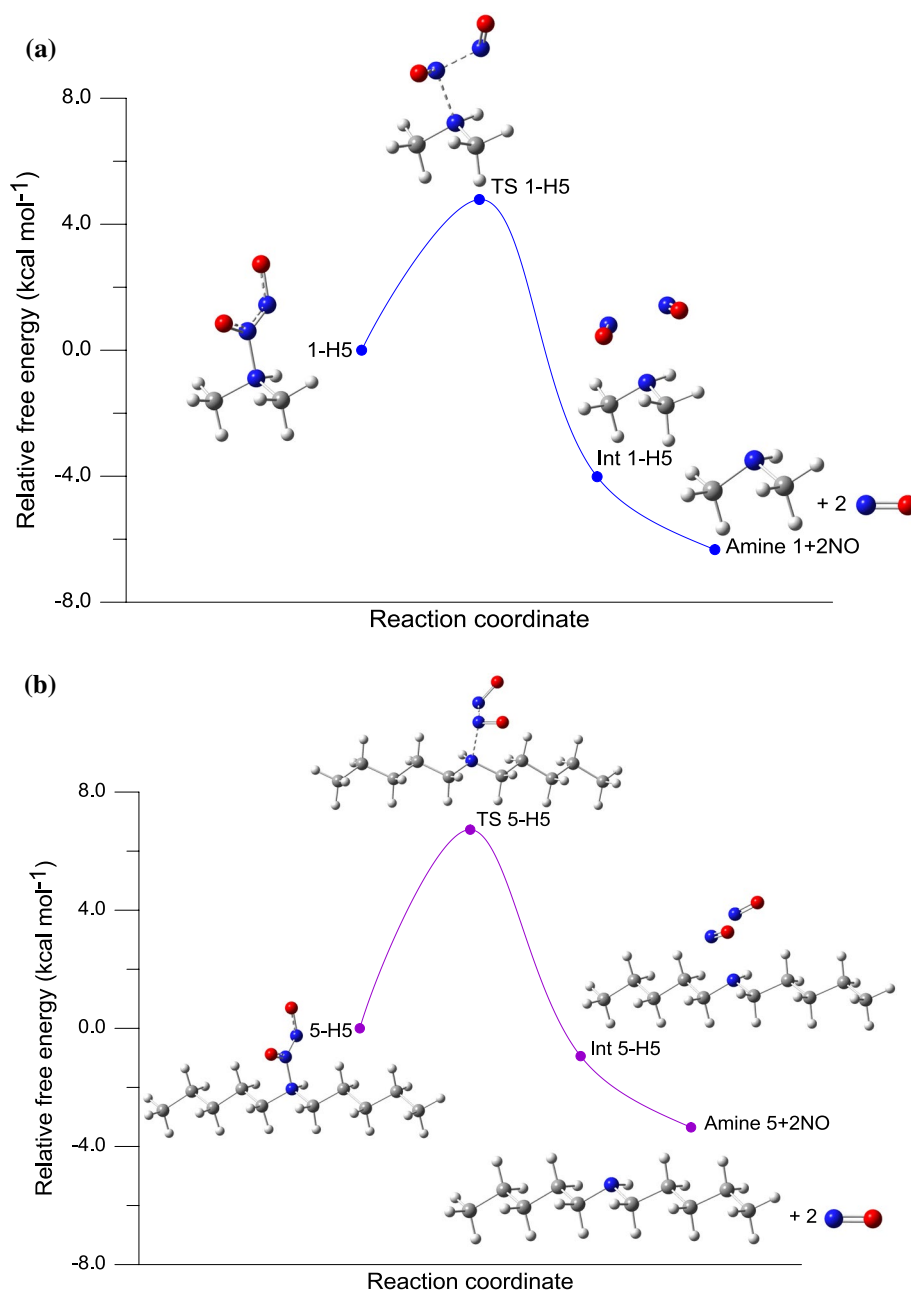 (a)
8.0
TS 1-H5
4.0
Relative free energy (kcal mol⁻¹)
0.0
1-H5
-4.0
Int 1-H5
+ 2
Amine 1+2NO
-8.0
Reaction coordinate
(b)
8.0
TS 5-H5
4.0
Relative free energy (kcal mol⁻¹)
0.0
5-H5
Int 5-H5
-4.0
Amine 5+2NO
+ 2
-8.0
Reaction coordinate